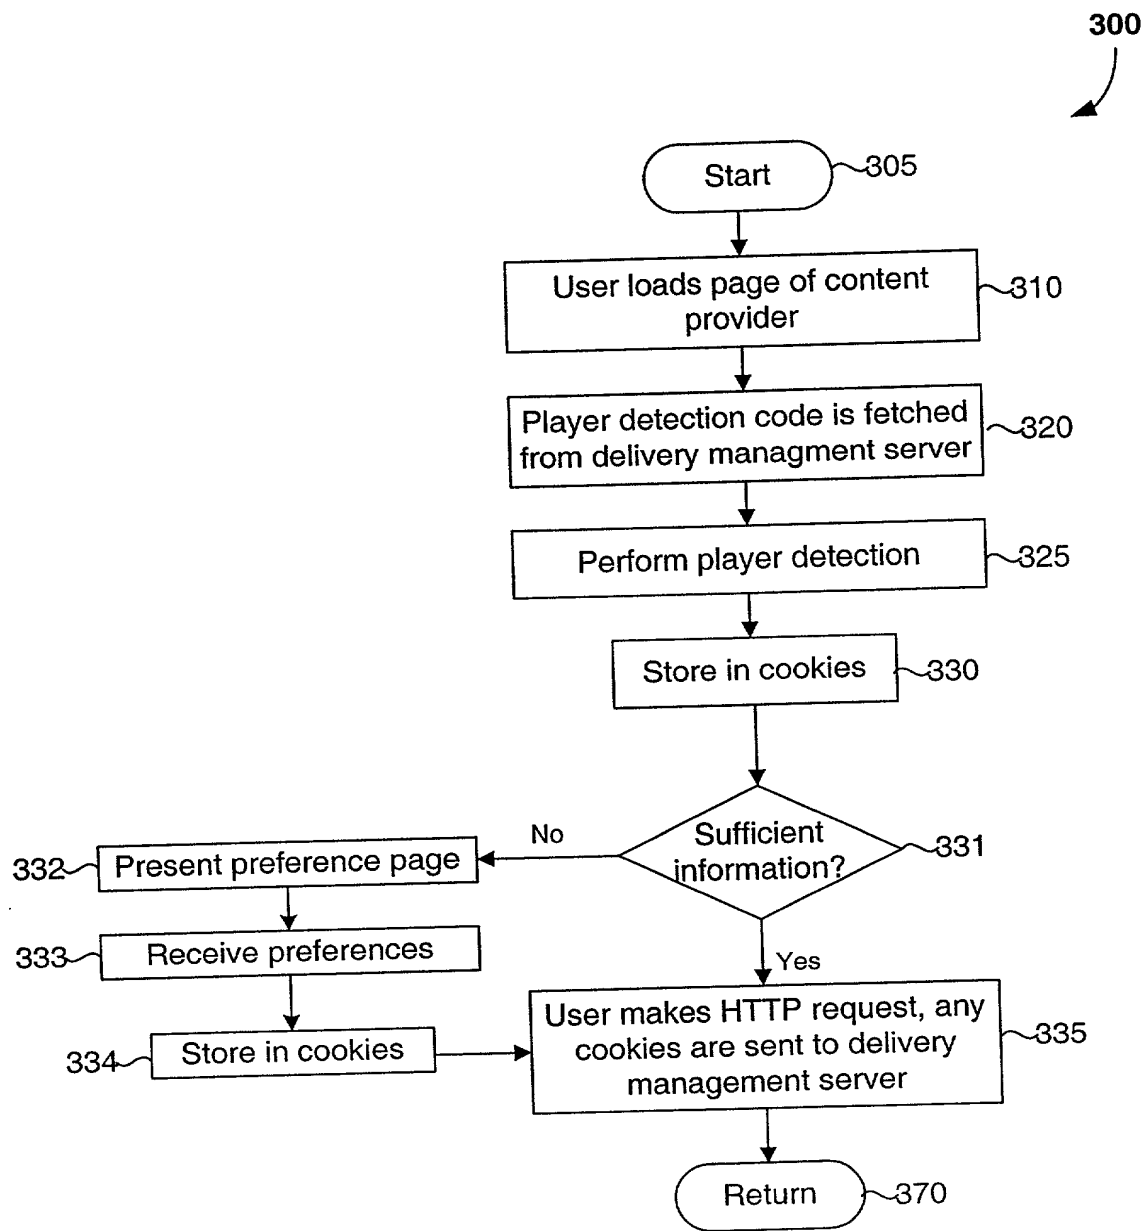 300
Start
305
User loads page of content
provider
310
Player detection code is fetched
from delivery managment server
320
Perform player detection
325
Store in cookies
330
Sufficient
information?
331
No
332
Present preference page
333
Receive preferences
Yes
334
Store in cookies
User makes HTTP request, any
cookies are sent to delivery
management server
335
Return
370